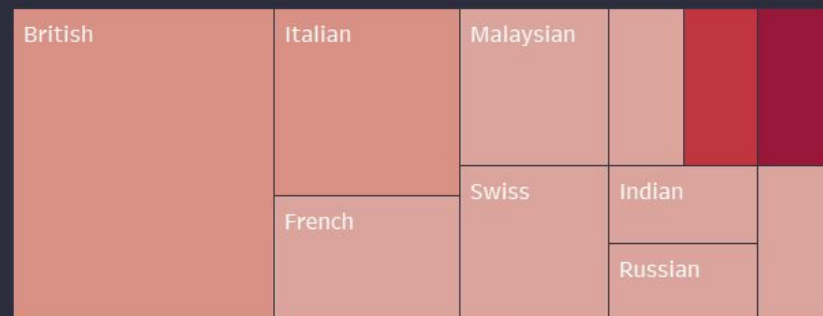 British
Italian
Malaysian
French
Swiss
Indian
Russian